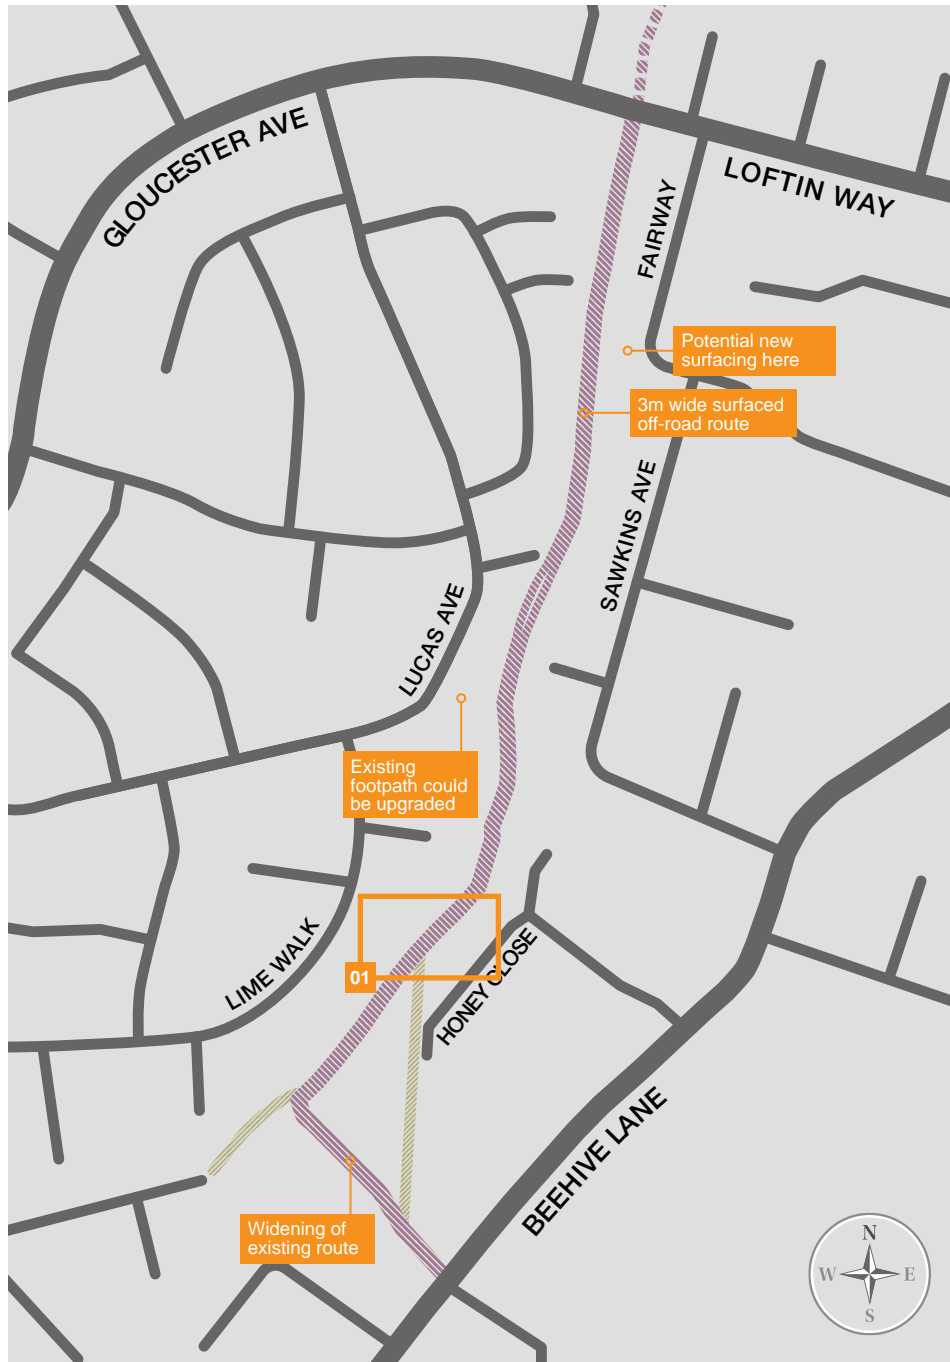 GLOUCESTER AVE
LOFTIN WAY
FAIRWAY
Potential new
surfacing here
3m wide surfaced
off-road route
SAWKINS AVE
LUCAS AVE
Existing
footpath could
be upgraded
LIME WALK
01
HONEY CLOSE
BEEHIVE LANE
Widening of
existing route
N
W E
S